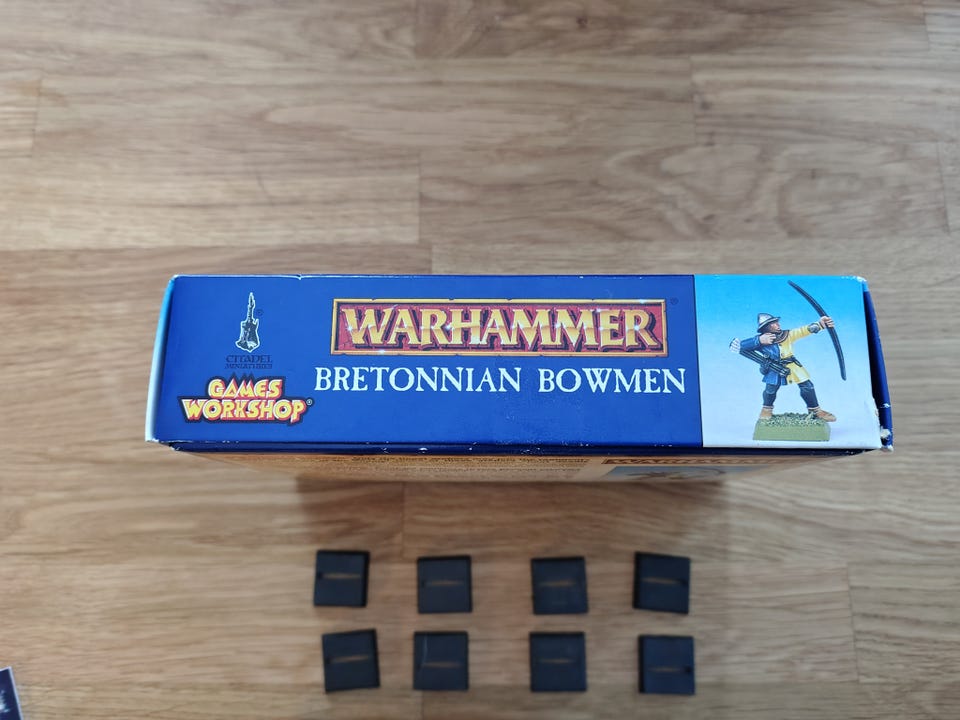 CITADEL
MINIATURES
GAMES
WORKSHOP®
WARHAMMER®
BRETONNIAN BOWMEN